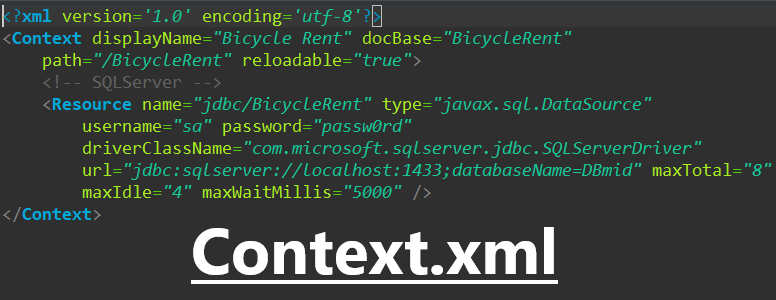 <?xml version='1.0' encoding='utf-8'?>
<Context displayName="Bicycle Rent" docBase="BicycleRent"
path="/BicycleRent" reloadable="true">
<!-- SQLServer -->
<Resource name="jdbc/BicycleRent" type="javax.sql.DataSource"
username="sa" password="passw0rd"
driverClassName="com.microsoft.sqlserver.jdbc.SQLServerDriver"
url="jdbc:sqlserver://localhost:1433;databaseName=DBmid" maxTotal="8"
maxIdle="4" maxWaitMillis="5000" />
</Context>
Context.xml